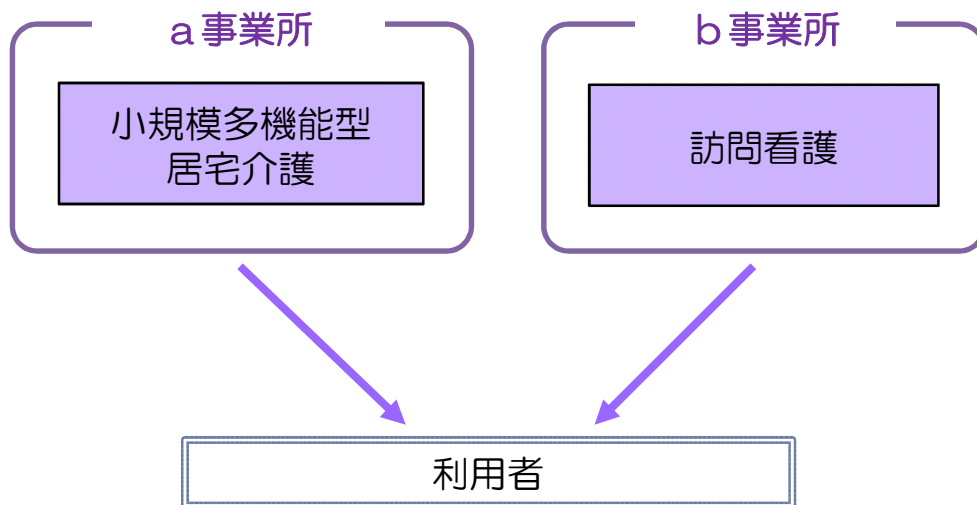 a事業所
小規模多機能型
居宅介護
b事業所
訪問看護
利用者